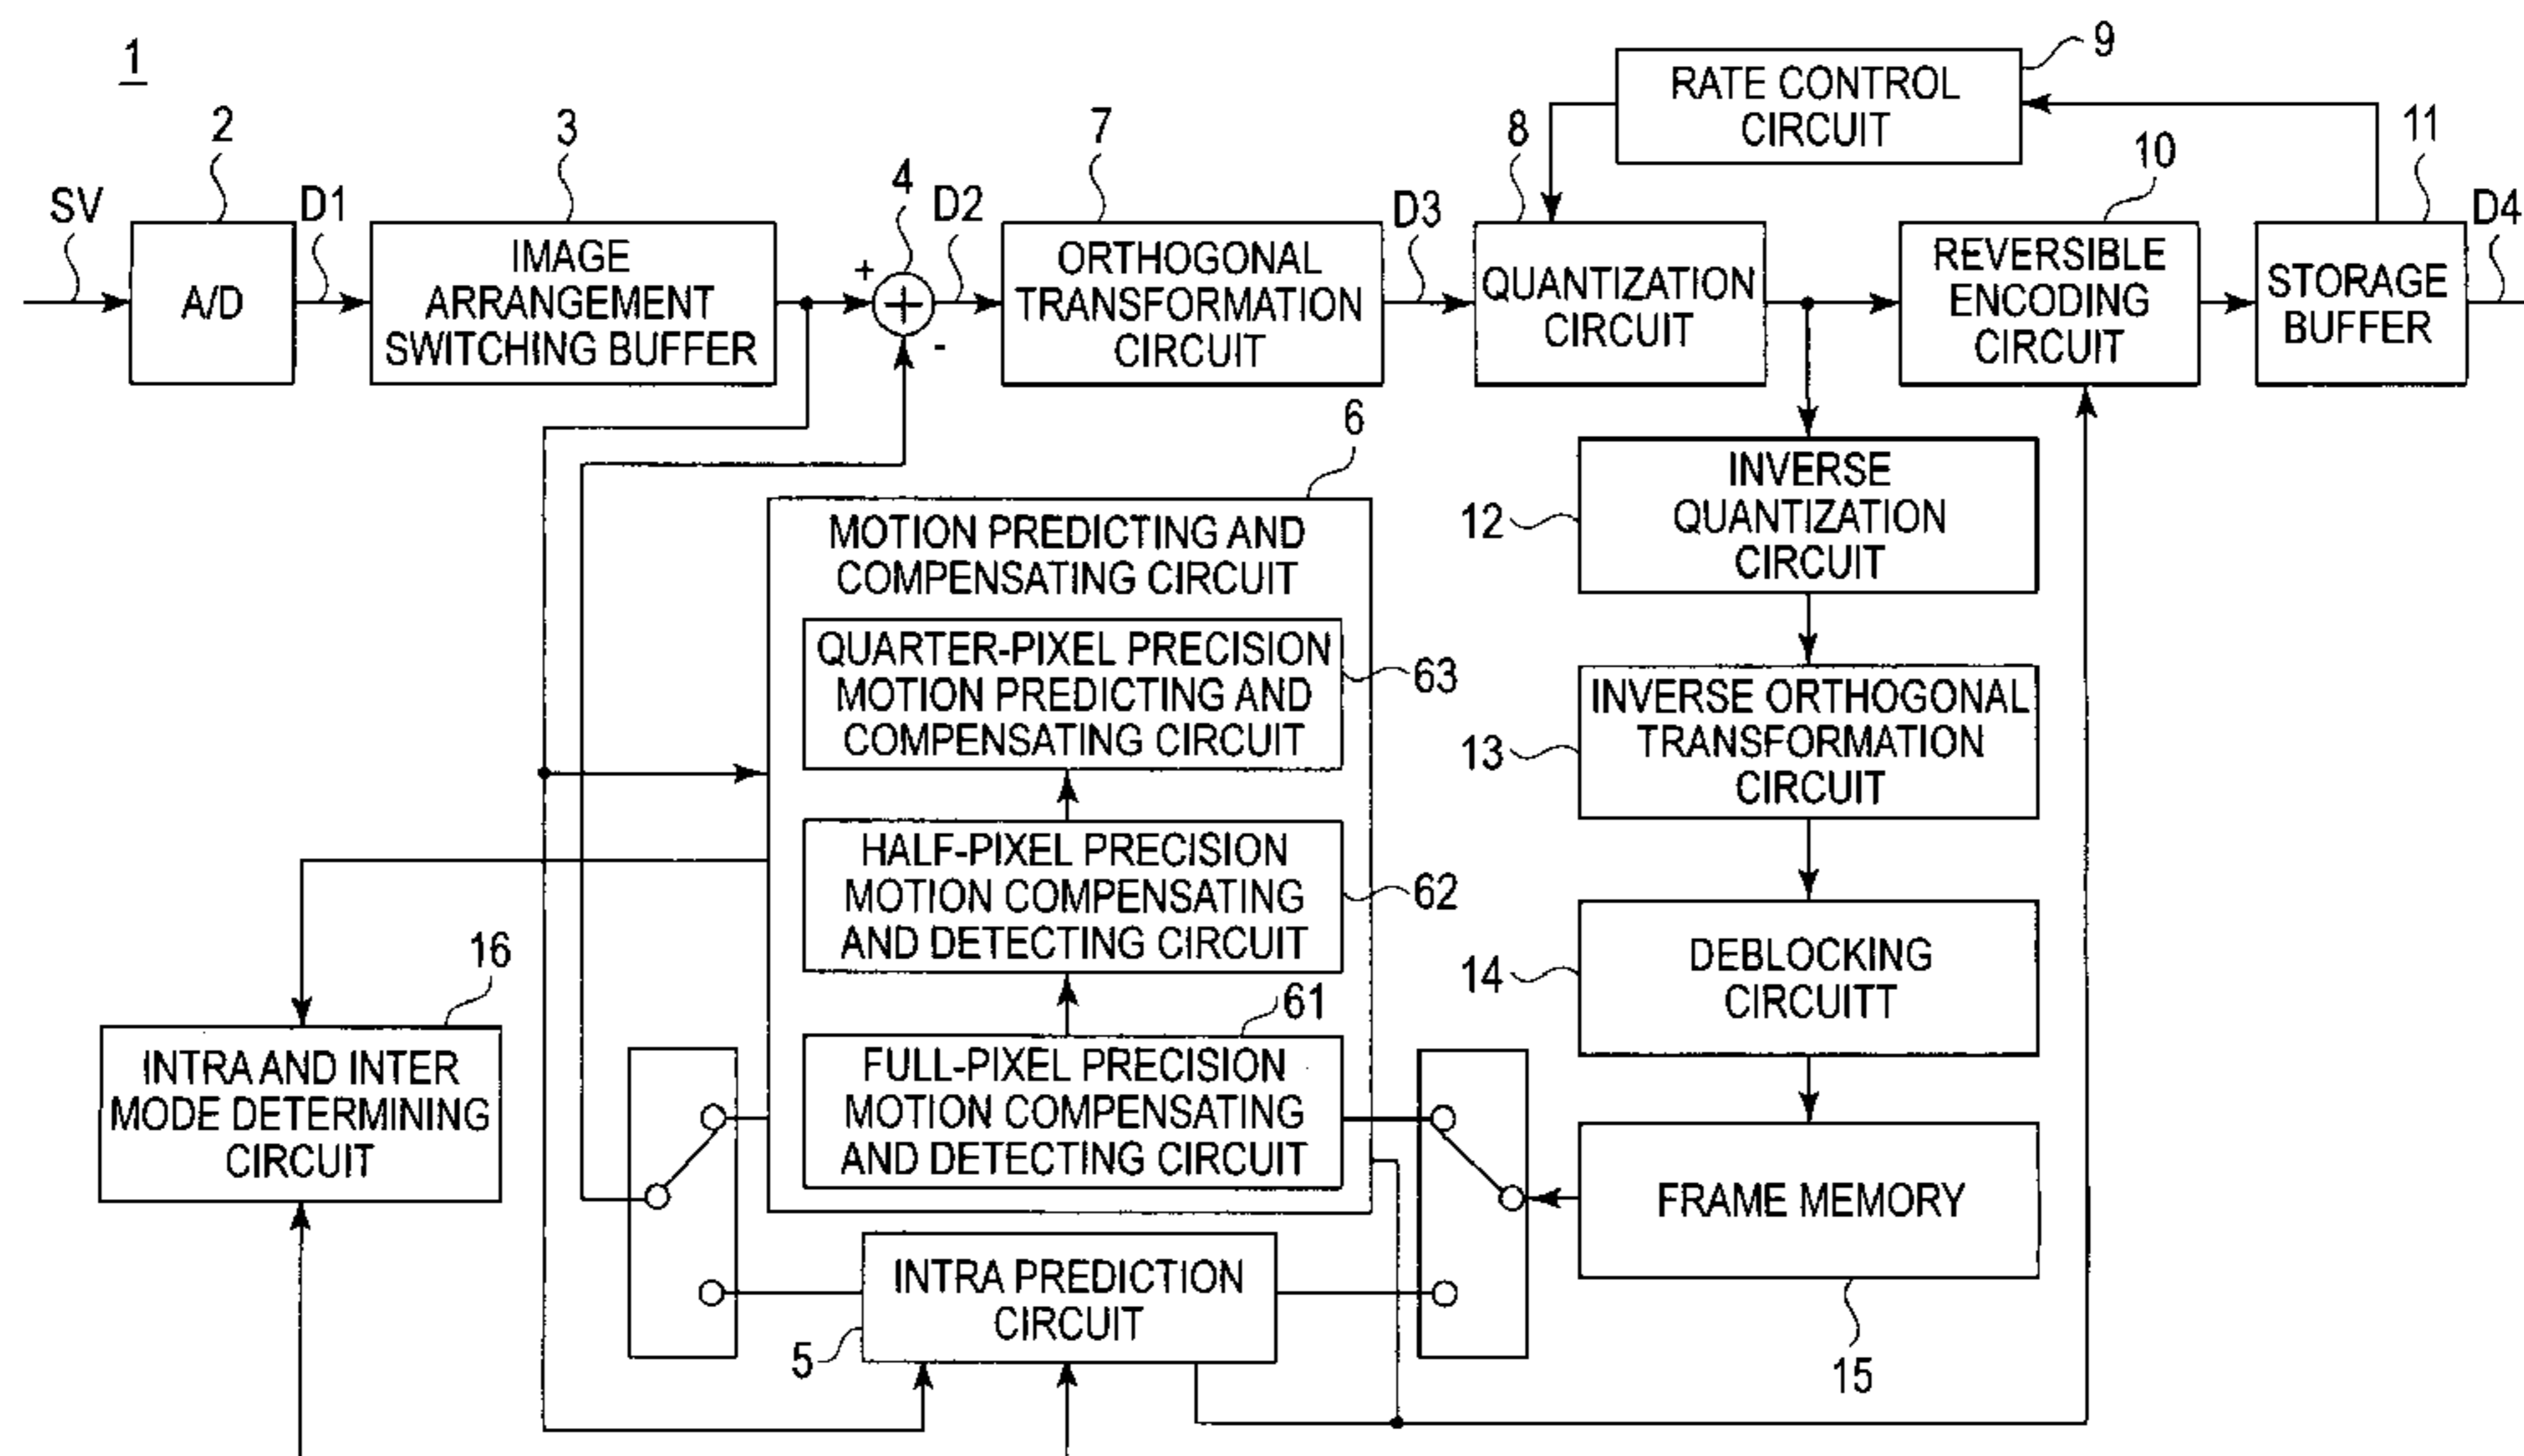 1
9
RATE CONTROL
CIRCUIT
2
3
7
8
11
10
SV
D1
4
D2
D3
D4
A/D
IMAGE
ARRANGEMENT
SWITCHING BUFFER
+
-
ORTHOGONAL
TRANSFORMATION
CIRCUIT
QUANTIZATION
CIRCUIT
REVERSIBLE
ENCODING
CIRCUIT
STORAGE
BUFFER
6
MOTION PREDICTING AND
COMPENSATING CIRCUIT
12
INVERSE
QUANTIZATION
CIRCUIT
QUARTER-PIXEL PRECISION
MOTION PREDICTING AND
COMPENSATING CIRCUIT
63
13
INVERSE ORTHOGONAL
TRANSFORMATION
CIRCUIT
HALF-PIXEL PRECISION
MOTION COMPENSATING
AND DETECTING CIRCUIT
62
14
DEBLOCKING
CIRCUITT
16
INTRA AND INTER
MODE DETERMINING
CIRCUIT
61
FULL-PIXEL PRECISION
MOTION COMPENSATING
AND DETECTING CIRCUIT
FRAME MEMORY
15
INTRA PREDICTION
CIRCUIT
5